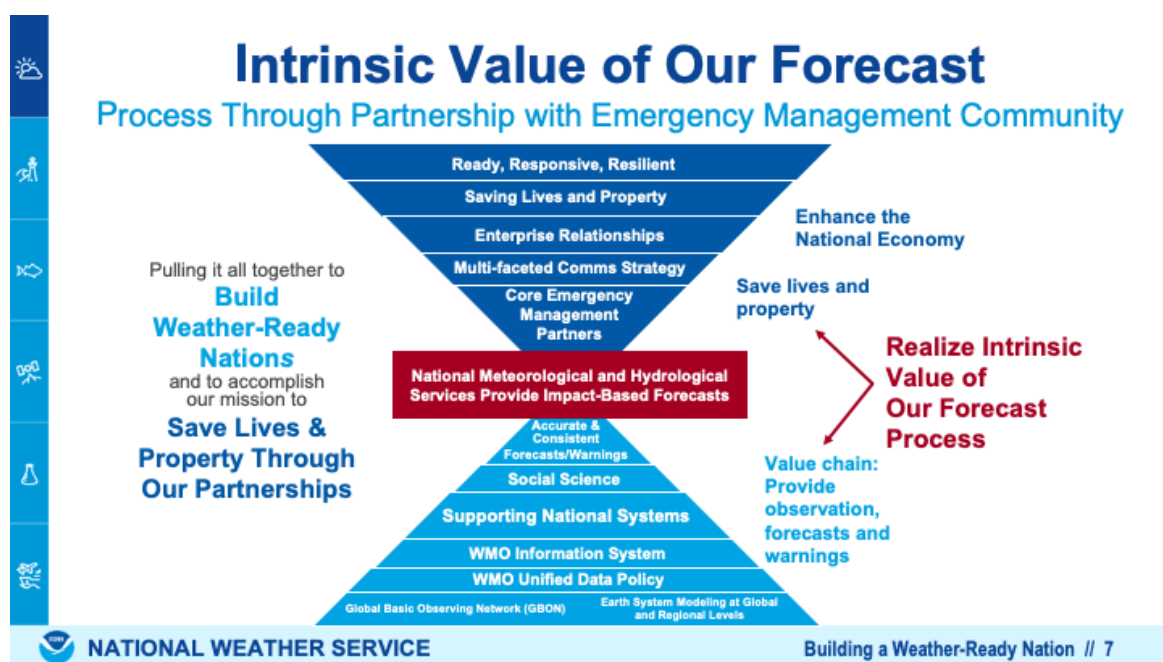 Intrinsic Value of Our Forecast
Process Through Partnership with Emergency Management Community
Ready, Responsive, Resilient
Saving Lives and Property
Enterprise Relationships
Multi-faceted Comms Strategy
Core Emergency
Management
Partners
National Meteorological and Hydrological
Services Provide Impact-Based Forecasts
Accurate &
Consistent
Forecasts/Warnings
Social Science
Supporting National Systems
WMO Information System
WMO Unified Data Policy
Global Basic Observing Network (GBON)
Earth System Modeling at Global
and Regional Levels
Pulling it all together to
Build
Weather-Ready
Nations
and to accomplish
our mission to
Save Lives &
Property Through
Our Partnerships
Enhance the
National Economy
Save lives and
property
Realize Intrinsic
Value of
Our Forecast
Process
Value chain:
Provide
observation,
forecasts and
warnings
NATIONAL WEATHER SERVICE
Building a Weather-Ready Nation // 7